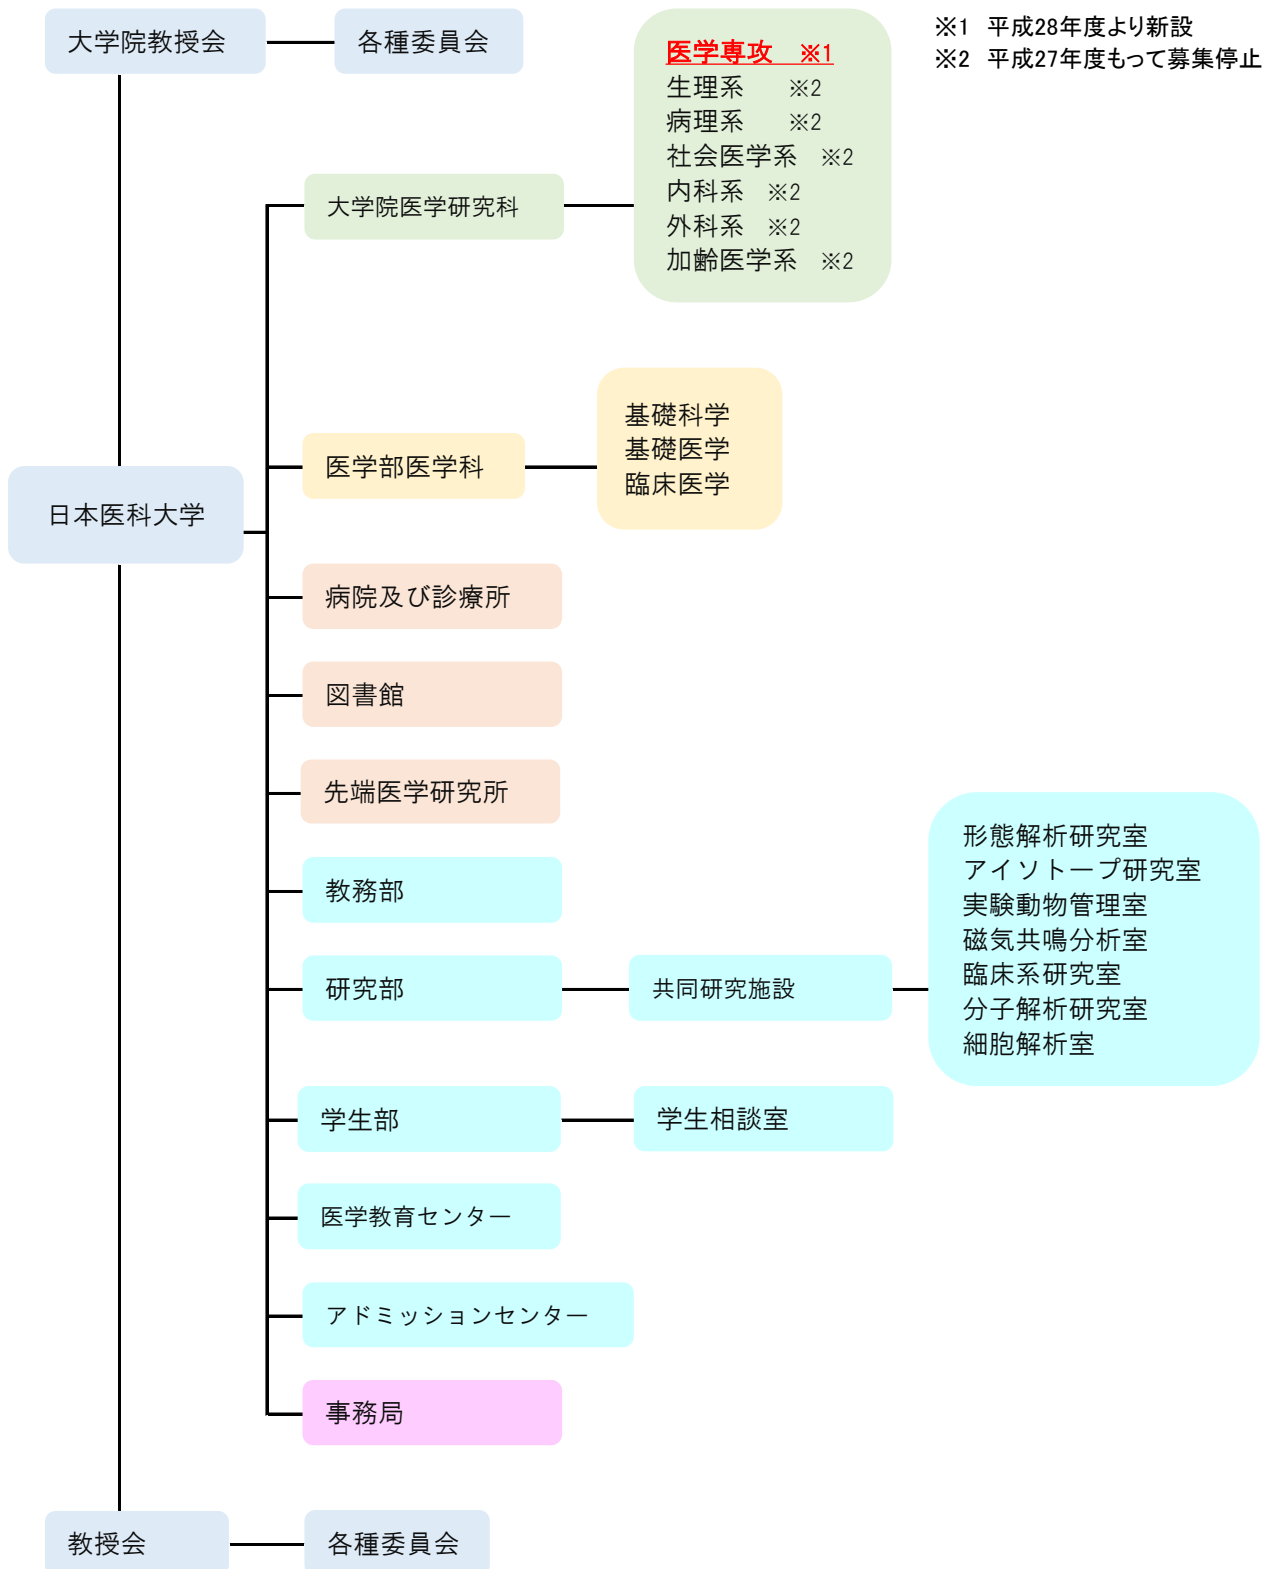 大学院教授会
各種委員会
※1 平成28年度より新設
※2 平成27年度もって募集停止
医学専攻 ※1
生理系 ※2
病理系 ※2
社会医学系 ※2
内科系 ※2
外科系 ※2
加齢医学系 ※2
大学院医学研究科
基礎科学
基礎医学
臨床医学
医学部医学科
日本医科大学
病院及び診療所
図書館
先端医学研究所
教務部
研究部
共同研究施設
形態解析研究室
アイソトープ研究室
実験動物管理室
磁気共鳴分析室
臨床系研究室
分子解析研究室
細胞解析室
学生部
学生相談室
医学教育センター
アドミッションセンター
事務局
教授会
各種委員会